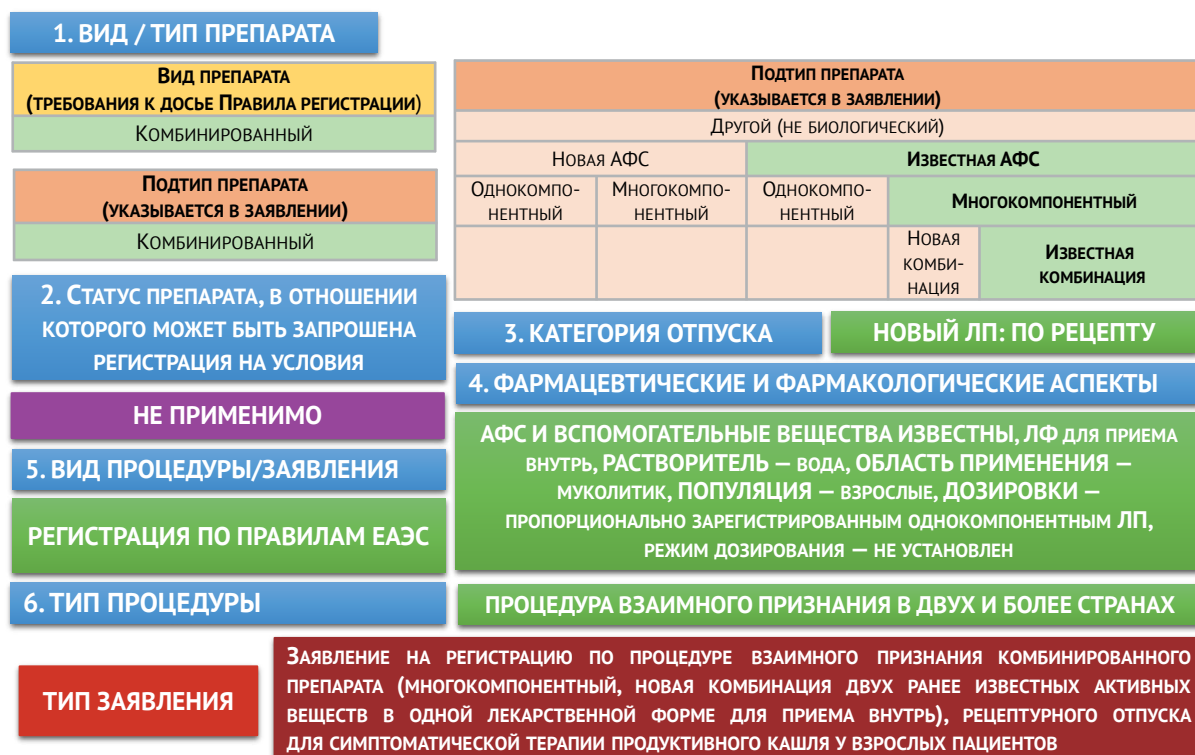 1. ВИД / ТИП ПРЕПАРАТА
ВИД ПРЕПАРАТА
(ТРЕБОВАНИЯ К ДОСЬЕ ПРАВИЛА РЕГИСТРАЦИИ)
КОМБИНИРОВАННЫЙ
ПОДТИП ПРЕПАРАТА
(УКАЗЫВАЕТСЯ В ЗАЯВЛЕНИИ)
КОМБИНИРОВАННЫЙ
ПОДТИП ПРЕПАРАТА
(УКАЗЫВАЕТСЯ В ЗАЯВЛЕНИИ)
ДРУГОЙ (НЕ БИОЛОГИЧЕСКИЙ)
НОВАЯ АФС
ИЗВЕСТНАЯ АФС
ОДНОКОМПО-
НЕНТНЫЙ
МНОГОКОМПО-
НЕНТНЫЙ
ОДНОКОМПО-
НЕНТНЫЙ
МНОГОКОМПОНЕНТНЫЙ
НОВАЯ
КОМБИ-
НАЦИЯ
ИЗВЕСТНАЯ
КОМБИНАЦИЯ
2. СТАТУС ПРЕПАРАТА, В ОТНОШЕНИИ
КОТОРОГО МОЖЕТ БЫТЬ ЗАПРОШЕНА
РЕГИСТРАЦИЯ НА УСЛОВИЯ
НЕ ПРИМЕНИМО
3. КАТЕГОРИЯ ОТПУСКА
НОВЫЙ ЛП: ПО РЕЦЕПТУ
4. ФАРМАЦЕВТИЧЕСКИЕ И ФАРМАКОЛОГИЧЕСКИЕ АСПЕКТЫ
АФС И ВСПОМОГАТЕЛЬНЫЕ ВЕЩЕСТВА ИЗВЕСТНЫ, ЛФ ДЛЯ ПРИЕМА
ВНУТРЬ, РАСТВОРИТЕЛЬ – ВОДА, ОБЛАСТЬ ПРИМЕНЕНИЯ –
МУКОЛИТИК, ПОПУЛЯЦИЯ – ВЗРОСЛЫЕ, ДОЗИРОВКИ –
ПРОПОРЦИОНАЛЬНО ЗАРЕГИСТРИРОВАННЫМ ОДНОКОМПОНЕНТНЫМ ЛП,
РЕЖИМ ДОЗИРОВАНИЯ – НЕ УСТАНОВЛЕН
5. ВИД ПРОЦЕДУРЫ/ЗАЯВЛЕНИЯ
РЕГИСТРАЦИЯ ПО ПРАВИЛАМ ЕАЭС
6. ТИП ПРОЦЕДУРЫ
ПРОЦЕДУРА ВЗАИМНОГО ПРИЗНАНИЯ В ДВУХ И БОЛЕЕ СТРАНАХ
ТИП ЗАЯВЛЕНИЯ
ЗАЯВЛЕНИЕ НА РЕГИСТРАЦИЮ ПО ПРОЦЕДУРЕ ВЗАИМНОГО ПРИЗНАНИЯ КОМБИНИРОВАННОГО
ПРЕПАРАТА (МНОГОКОМПОНЕНТНЫЙ, НОВАЯ КОМБИНАЦИЯ ДВУХ РАНЕЕ ИЗВЕСТНЫХ АКТИВНЫХ
ВЕЩЕСТВ В ОДНОЙ ЛЕКАРСТВЕННОЙ ФОРМЕ ДЛЯ ПРИЕМА ВНУТРЬ), РЕЦЕПТУРНОГО ОТПУСКА
ДЛЯ СИМПТОМАТИЧЕСКОЙ ТЕРАПИИ ПРОДУКТИВНОГО КАШЛЯ У ВЗРОСЛЫХ ПАЦИЕНТОВ